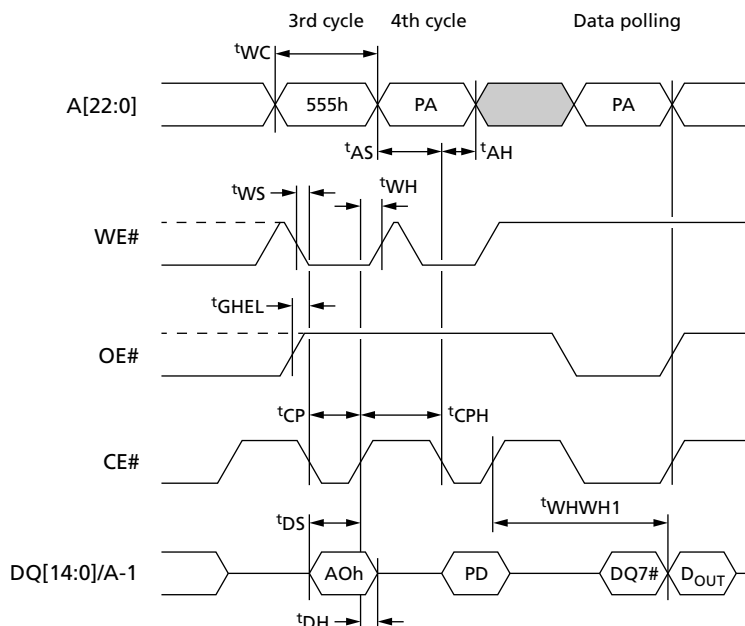 3rd cycle 4th cycle Data polling
tWC
A[22:0] 555h PA PA
tAS tAH
tWS tWH
WE#
tGHEL
OE#
tCP tCPH
CE#
tWHWH1
tDS
DQ[14:0]/A-1 AOh PD DQ7# DOUT
tDH